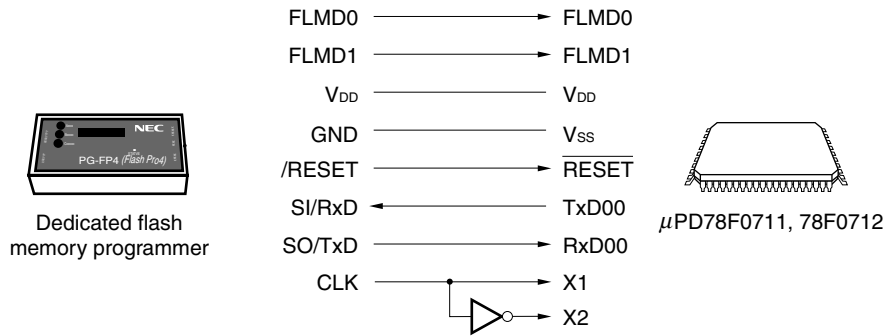 FLMD0 FLMD0
FLMD1 FLMD1
VDD VDD
GND VSS
/RESET RESET
SI/RxD TxD00
SO/TxD RxD00
CLK X1
X2
NEC
PG-FP4 (Flash Pro4)
Dedicated flash
memory programmer
μPD78F0711, 78F0712